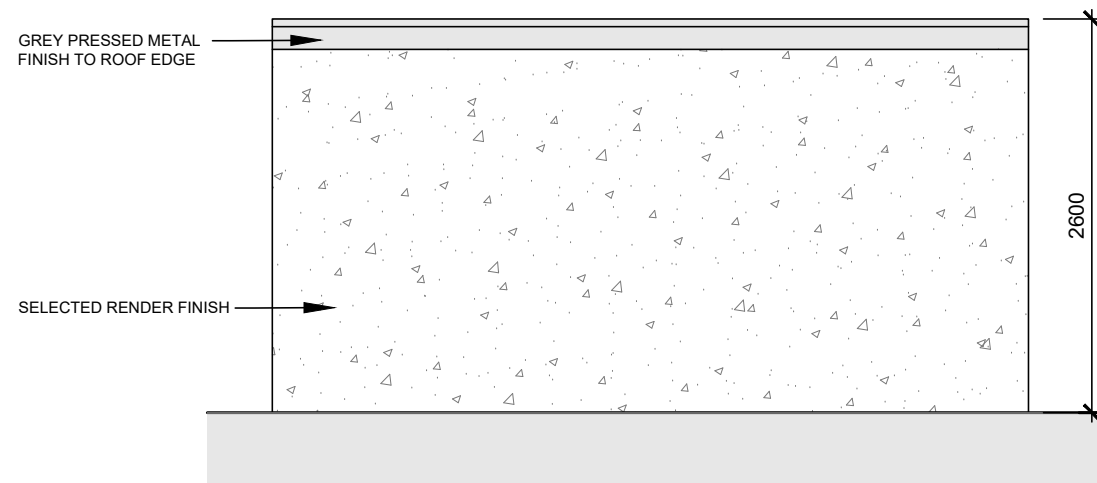 GREY PRESSED METAL
FINISH TO ROOF EDGE
2600
SELECTED RENDER FINISH